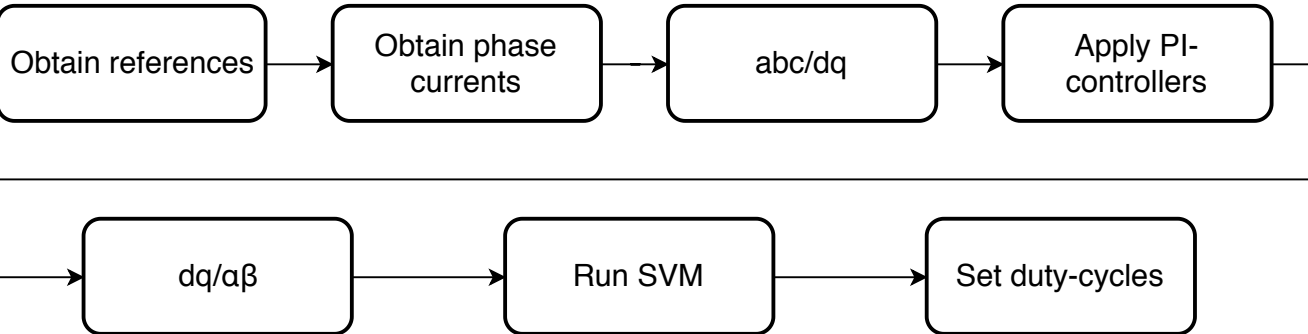 Obtain references
Obtain phase
currents
abc/dq
Apply PI-
controllers
dq/αβ
Run SVM
Set duty-cycles